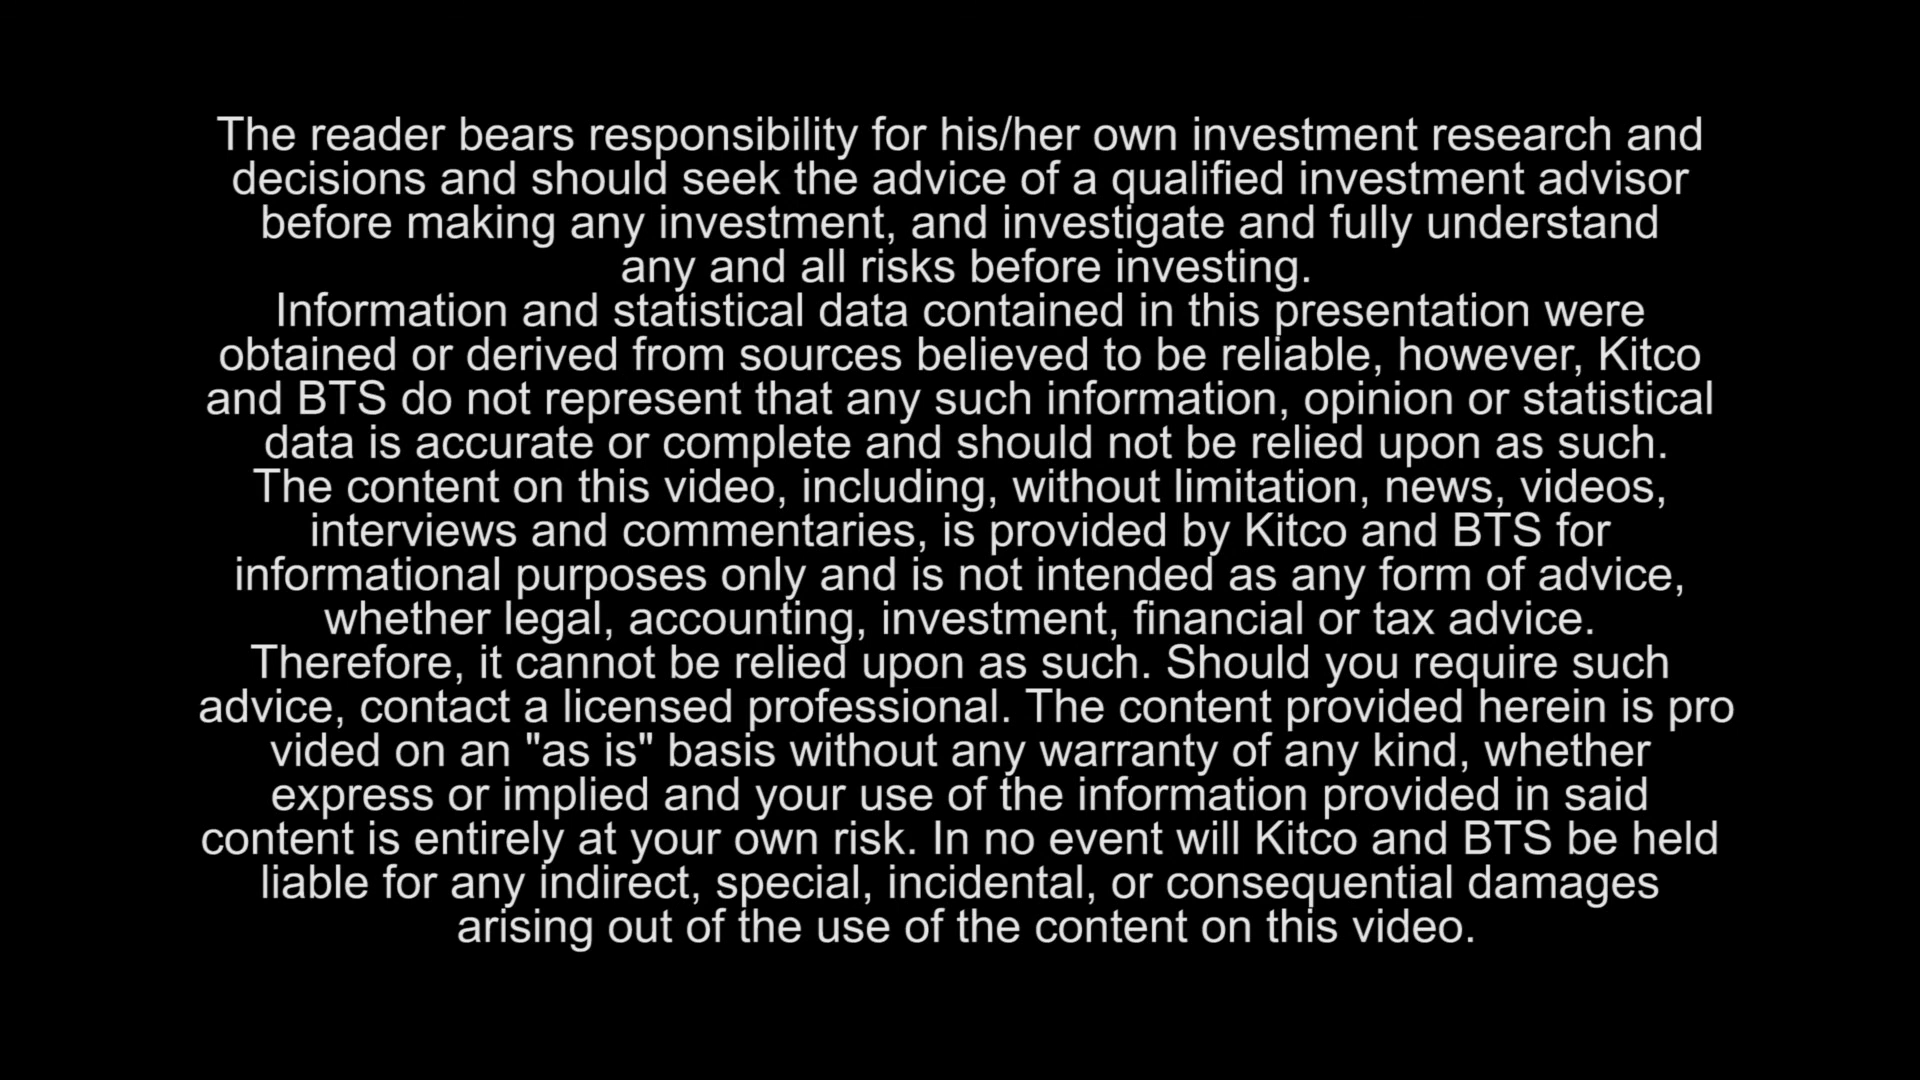 The reader bears responsibility for his/her own investment research and
decisions and should seek the advice of a qualified investment advisor
before making any investment, and investigate and fully understand
any and all risks before investing.
Information and statistical data contained in this presentation were
obtained or derived from sources believed to be reliable, however, Kitco
and BTS do not represent that any such information, opinion or statistical
data is accurate or complete and should not be relied upon as such.
The content on this video, including, without limitation, news, videos,
interviews and commentaries, is provided by Kitco and BTS for
informational purposes only and is not intended as any form of advice,
whether legal, accounting, investment, financial or tax advice.
Therefore, it cannot be relied upon as such. Should you require such
advice, contact a licensed professional. The content provided herein is pro
vided on an "as is" basis without any warranty of any kind, whether
express or implied and your use of the information provided in said
content is entirely at your own risk. In no event will Kitco and BTS be held
liable for any indirect, special, incidental, or consequential damages
arising out of the use of the content on this video.